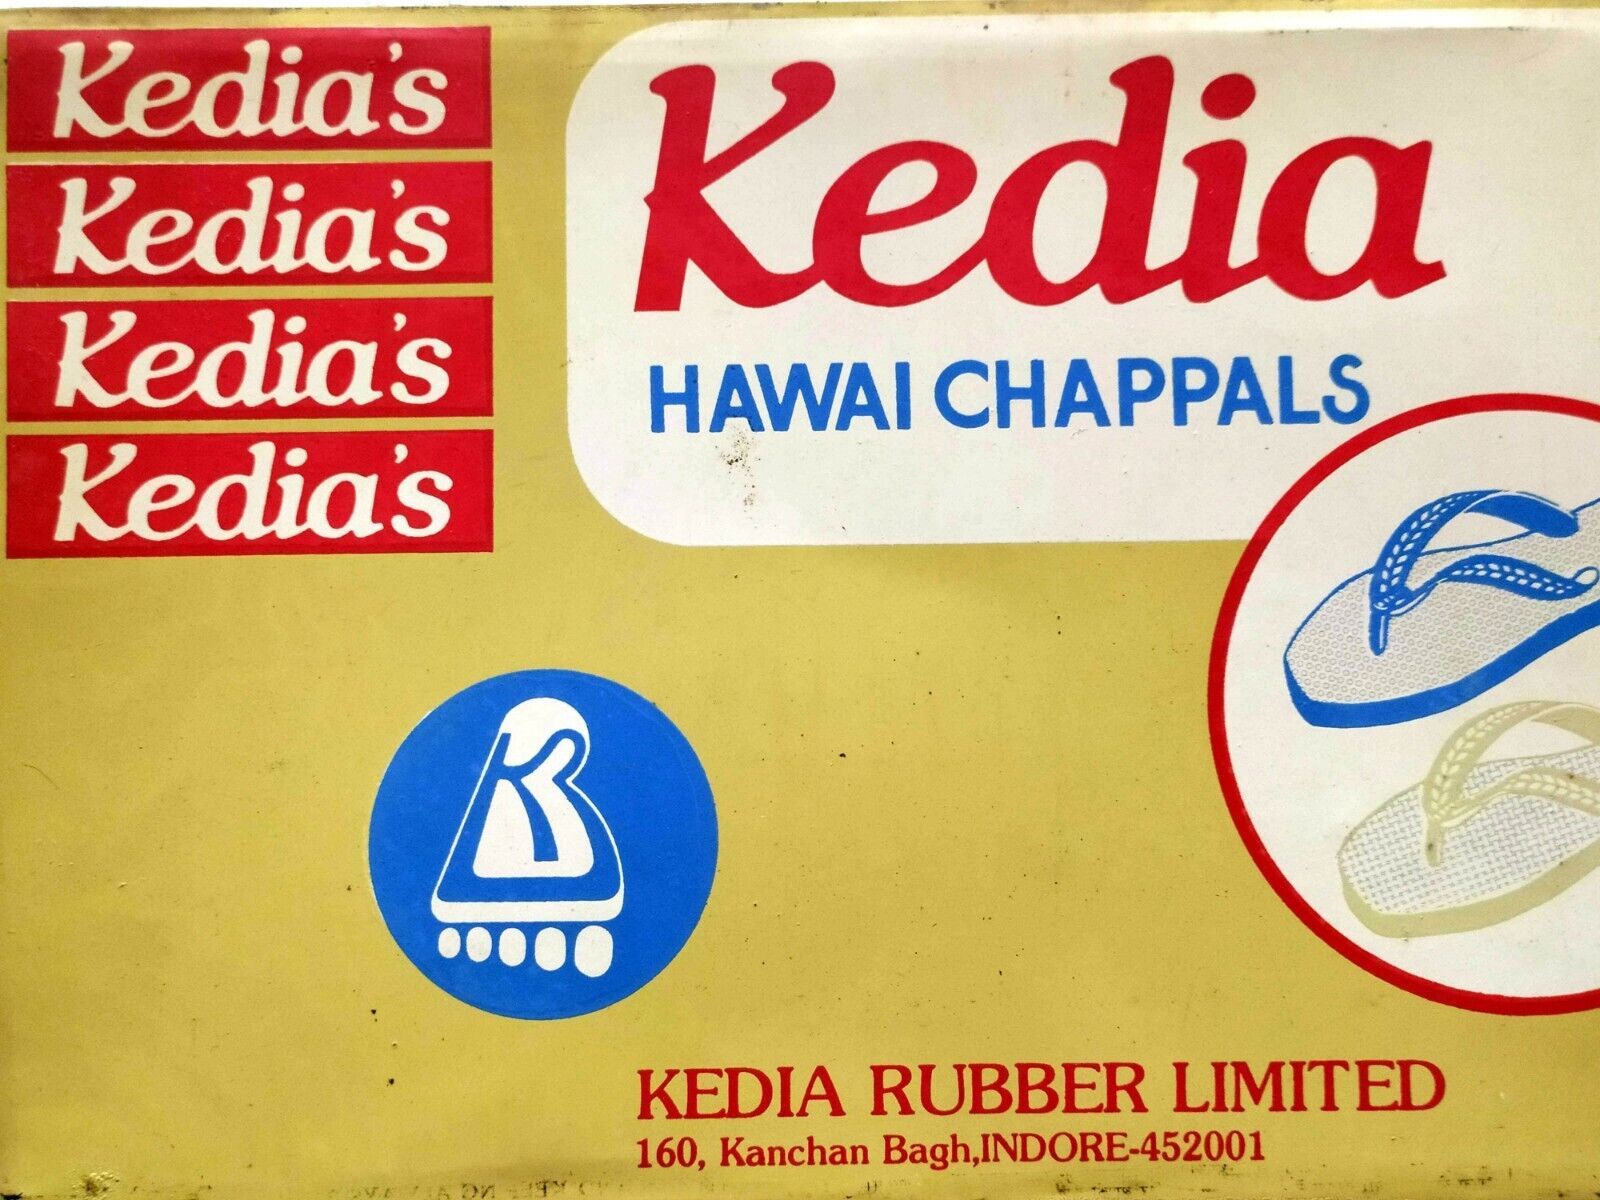 Kedia's
Kedia's
Kedia's
Kedia's
Kedia
HAWAI CHAPPALS
KEDIA RUBBER LIMITED
160, Kanchan Bagh,INDORE-452001